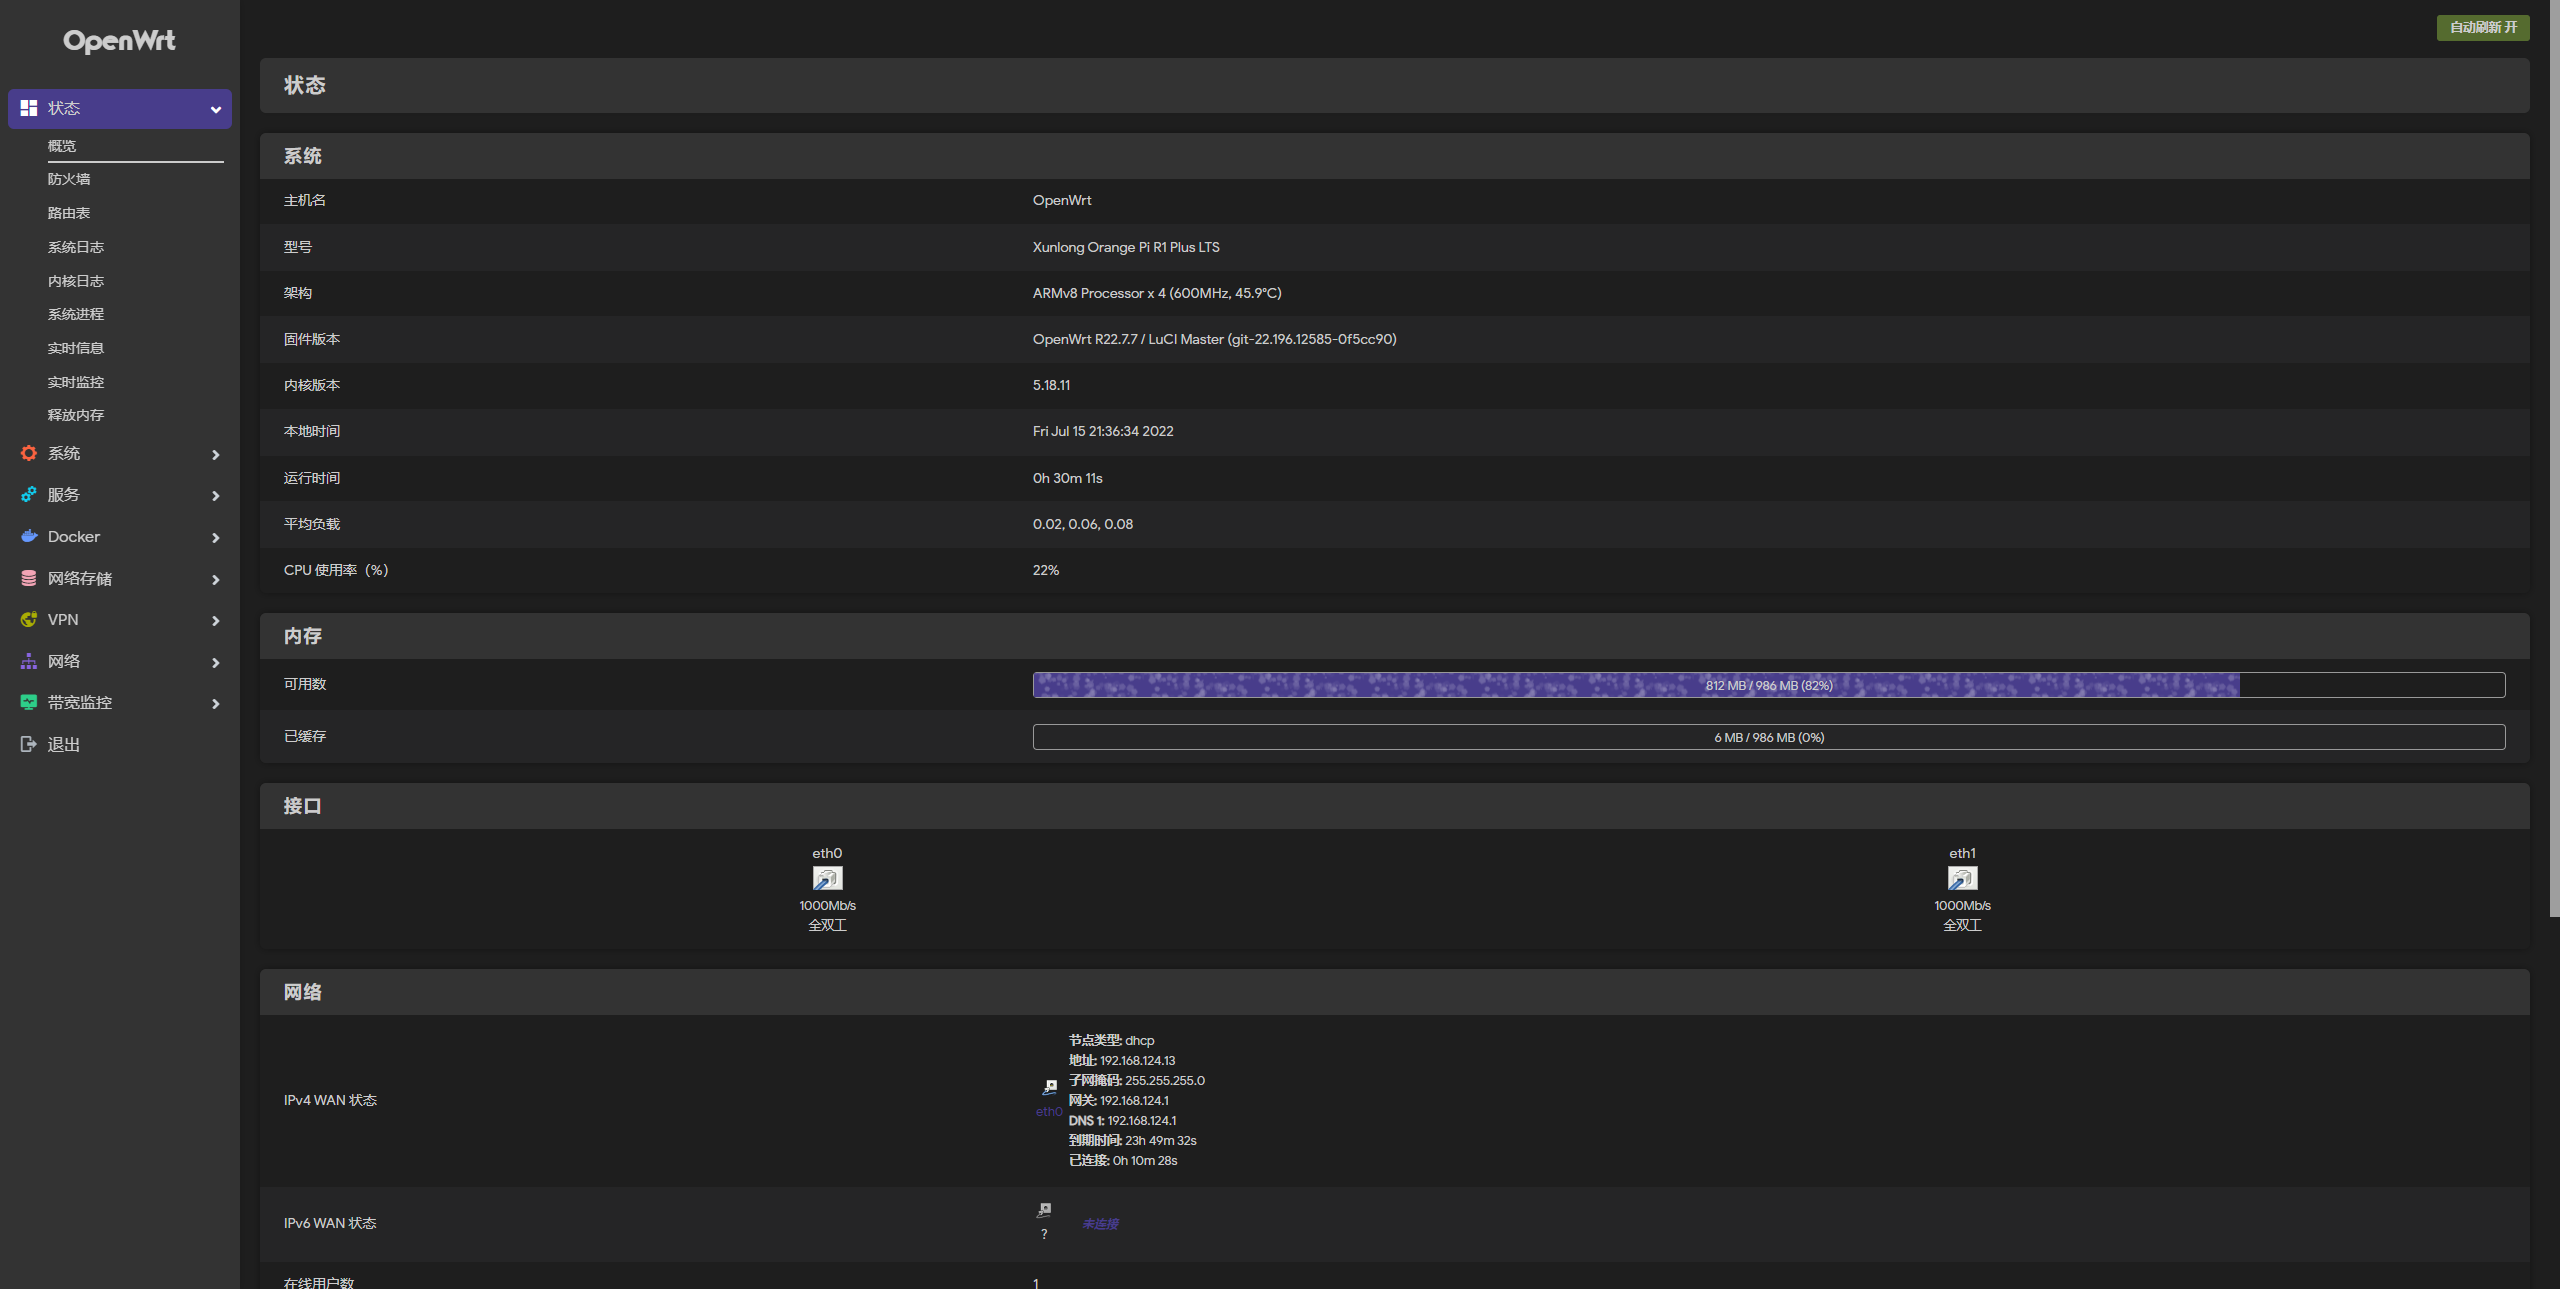 OpenWrt
状态
概览
防火墙
路由表
系统日志
内核日志
系统进程
实时信息
实时监控
释放内存
系统
服务
Docker
网络存储
VPN
网络
带宽监控
退出
自动刷新 开
状态
系统
主机名 OpenWrt
型号 Xunlong Orange Pi R1 Plus LTS
架构 ARMv8 Processor x 4 (600MHz, 45.9°C)
固件版本 OpenWrt R22.7.7 / LuCI Master (git-22.196.12585-0f5cc90)
内核版本 5.18.11
本地时间 Fri Jul 15 21:36:34 2022
运行时间 0h 30m 11s
平均负载 0.02, 0.06, 0.08
CPU 使用率（%） 22%
内存
可用数 812 MB / 986 MB (82%)
已缓存 6 MB / 986 MB (0%)
接口
eth0 eth1
1000Mb/s 1000Mb/s
全双工 全双工
网络
IPv4 WAN 状态
eth0
节点类型: dhcp
地址: 192.168.124.13
子网掩码: 255.255.255.0
网关: 192.168.124.1
DNS 1: 192.168.124.1
到期时间: 23h 49m 32s
已连接: 0h 10m 28s
IPv6 WAN 状态
?
未连接
在线用户数 1